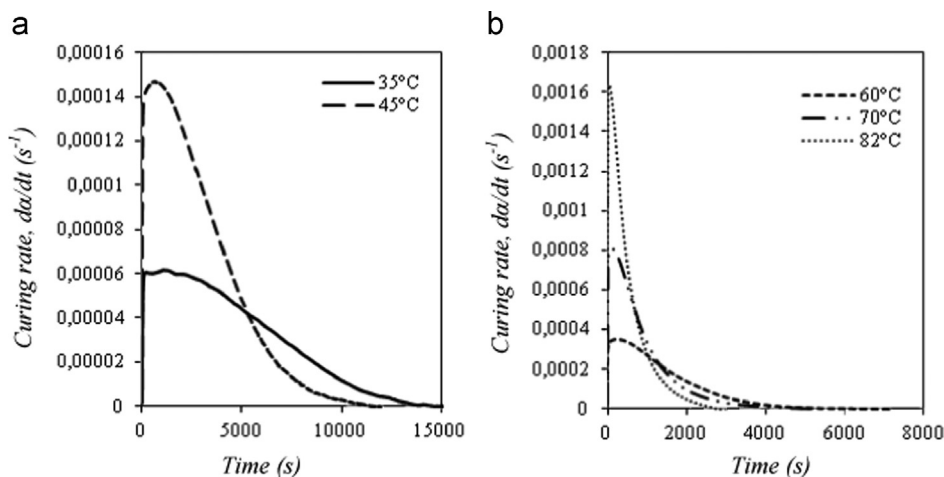 a
0,00016
0,00014
0,00012
0,0001
0,00008
0,00006
0,00004
0,00002
0
Curing rate, dα/dt (s⁻¹)
35°C
45°C
0 5000 10000 15000
Time (s)
b
0,0018
0,0016
0,0014
0,0012
0,001
0,0008
0,0006
0,0004
0,0002
0
Curing rate, dα/dt (s⁻¹)
60°C
70°C
82°C
0 2000 4000 6000 8000
Time (s)